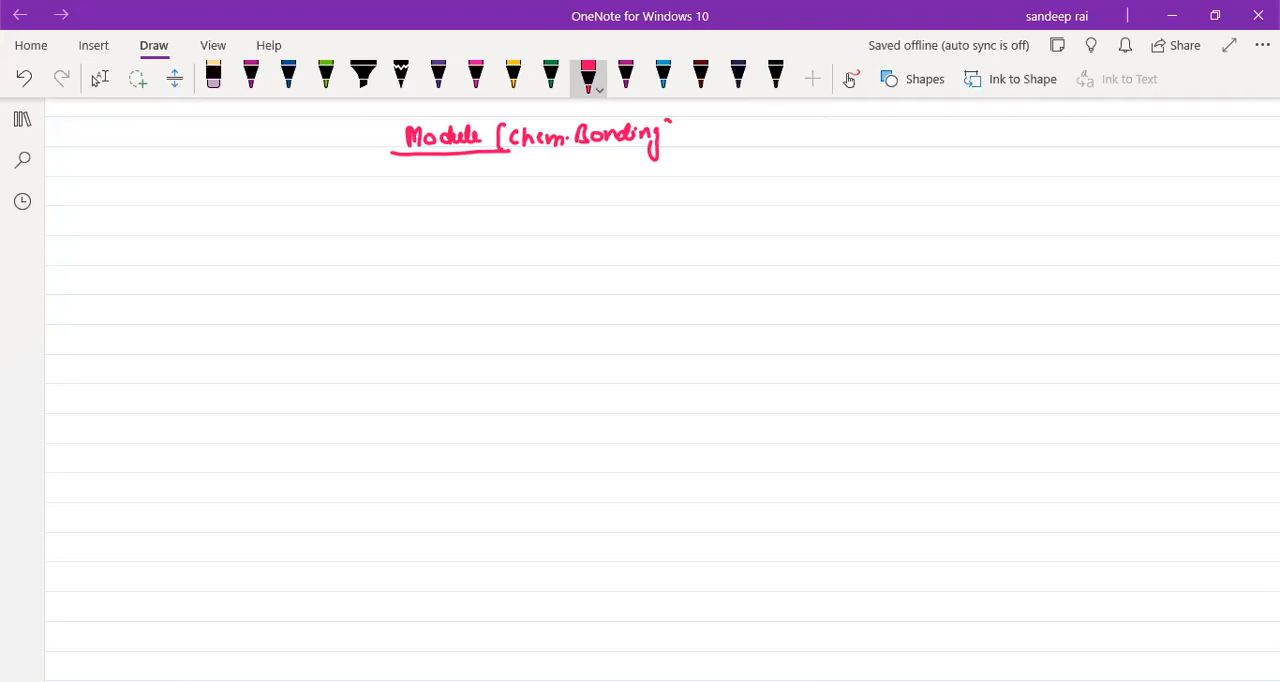 OneNote for Windows 10
sandeep rai
Home Insert Draw View Help
Saved offline (auto sync is off)
Share
Shapes
Ink to Shape
Ink to Text
Module [Chem. Bonding]